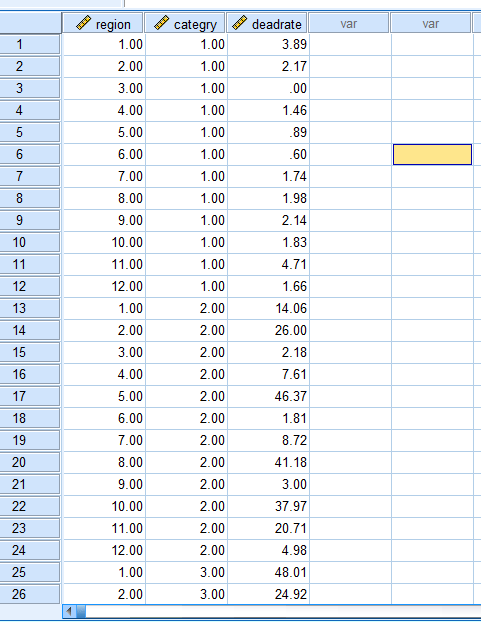 region categry deadrate var var
1 1.00 1.00 3.89
2 2.00 1.00 2.17
3 3.00 1.00 .00
4 4.00 1.00 1.46
5 5.00 1.00 .89
6 6.00 1.00 .60
7 7.00 1.00 1.74
8 8.00 1.00 1.98
9 9.00 1.00 2.14
10 10.00 1.00 1.83
11 11.00 1.00 4.71
12 12.00 1.00 1.66
13 1.00 2.00 14.06
14 2.00 2.00 26.00
15 3.00 2.00 2.18
16 4.00 2.00 7.61
17 5.00 2.00 46.37
18 6.00 2.00 1.81
19 7.00 2.00 8.72
20 8.00 2.00 41.18
21 9.00 2.00 3.00
22 10.00 2.00 37.97
23 11.00 2.00 20.71
24 12.00 2.00 4.98
25 1.00 3.00 48.01
26 2.00 3.00 24.92